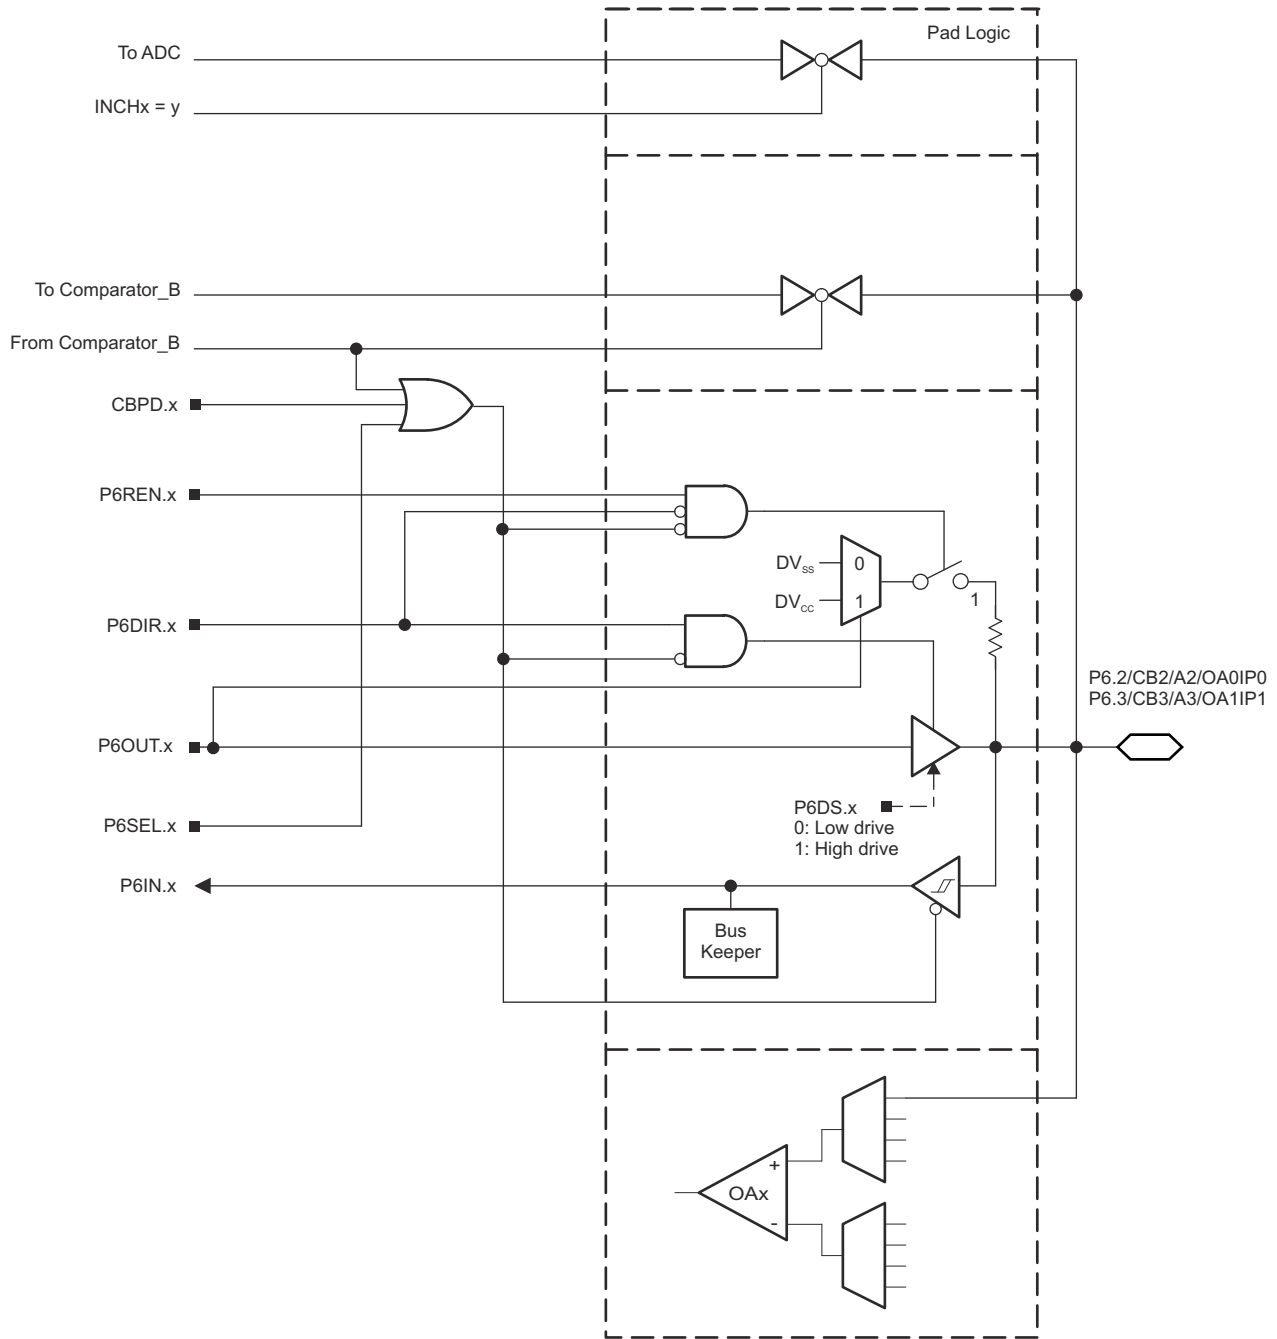 Pad Logic
To ADC
INCHx = y
To Comparator_B
From Comparator_B
CBPD.x
P6REN.x
DVSS 0
DVCC 1
1
P6DIR.x
P6.2/CB2/A2/OA0IP0
P6.3/CB3/A3/OA1IP1
P6OUT.x
P6DS.x
0: Low drive
1: High drive
P6SEL.x
P6IN.x
Bus
Keeper
+
OAx
-